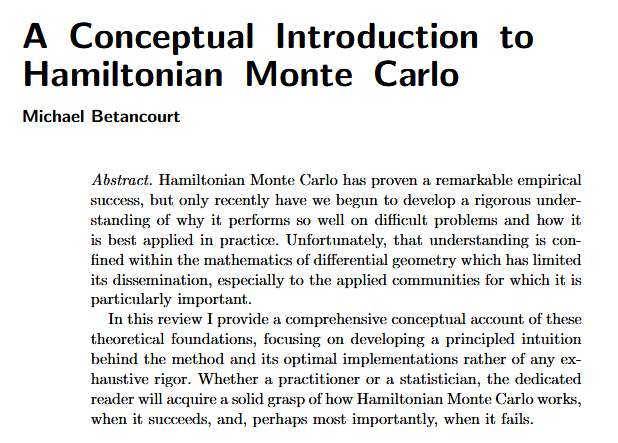 A Conceptual Introduction to
Hamiltonian Monte Carlo
Michael Betancourt
Abstract. Hamiltonian Monte Carlo has proven a remarkable empirical
success, but only recently have we begun to develop a rigorous under-
standing of why it performs so well on difficult problems and how it
is best applied in practice. Unfortunately, that understanding is con-
fined within the mathematics of differential geometry which has limited
its dissemination, especially to the applied communities for which it is
particularly important.
In this review I provide a comprehensive conceptual account of these
theoretical foundations, focusing on developing a principled intuition
behind the method and its optimal implementations rather of any ex-
haustive rigor. Whether a practitioner or a statistician, the dedicated
reader will acquire a solid grasp of how Hamiltonian Monte Carlo works,
when it succeeds, and, perhaps most importantly, when it fails.